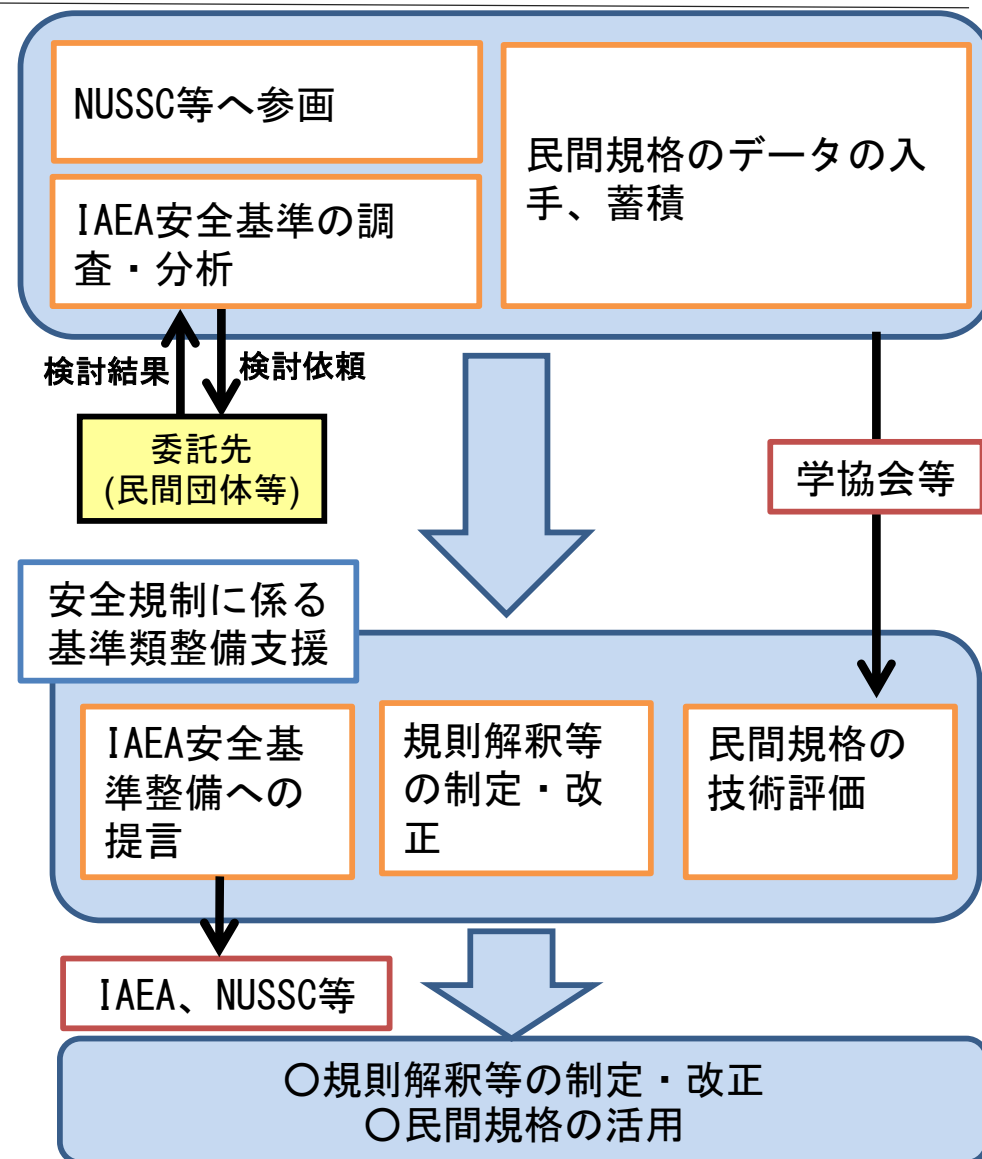 NUSSC等へ参画
民間規格のデータの入
手、蓄積
IAEA安全基準の調
査・分析
検討結果
検討依頼
委託先
(民間団体等)
学協会等
安全規制に係る
基準類整備支援
IAEA安全基
準整備への
提言
規則解釈等
の制定・改
正
民間規格の
技術評価
IAEA、NUSSC等
○規則解釈等の制定・改正
○民間規格の活用